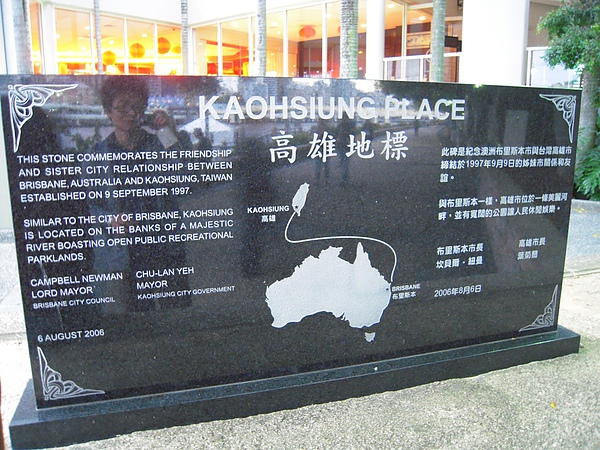 KAOHSIUNG PLACE
高雄地標
THIS STONE COMMEMORATES THE FRIENDSHIP
AND SISTER CITY RELATIONSHIP BETWEEN
BRISBANE, AUSTRALIA AND KAOHSIUNG, TAIWAN
ESTABLISHED ON 9 SEPTEMBER 1997.
SIMILAR TO THE CITY OF BRISBANE, KAOHSIUNG
IS LOCATED ON THE BANKS OF A MAJESTIC
RIVER BOASTING OPEN PUBLIC RECREATIONAL
PARKLANDS.
CAMPBELL NEWMAN
LORD MAYOR
BRISBANE CITY COUNCIL
CHU-LAN YEH
MAYOR
KAOHSIUNG CITY GOVERNMENT
6 AUGUST 2006
KAOHSIUNG
高雄
BRISBANE
布里斯本
此碑是紀念澳洲布里斯本市與台灣高雄市
締結於1997年9月9日的姊妹市關係和友
誼。
與布里斯本一樣，高雄市位於一條美麗河
畔，並有寬闊的公園讓人民休閒娛樂。
布里斯本市長
坎貝爾·紐曼
高雄市長
葉菊蘭
2006年8月6日